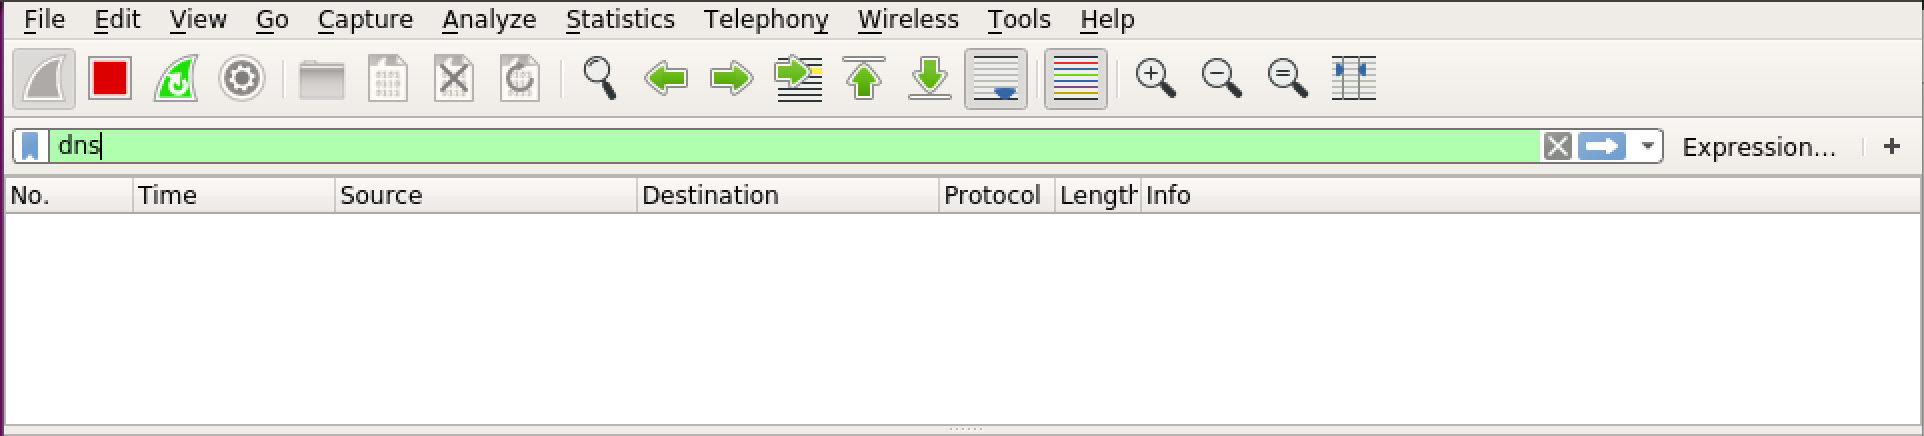 File Edit View Go Capture Analyze Statistics Telephony Wireless Tools Help
dns Expression... +
No. Time Source Destination Protocol Length Info